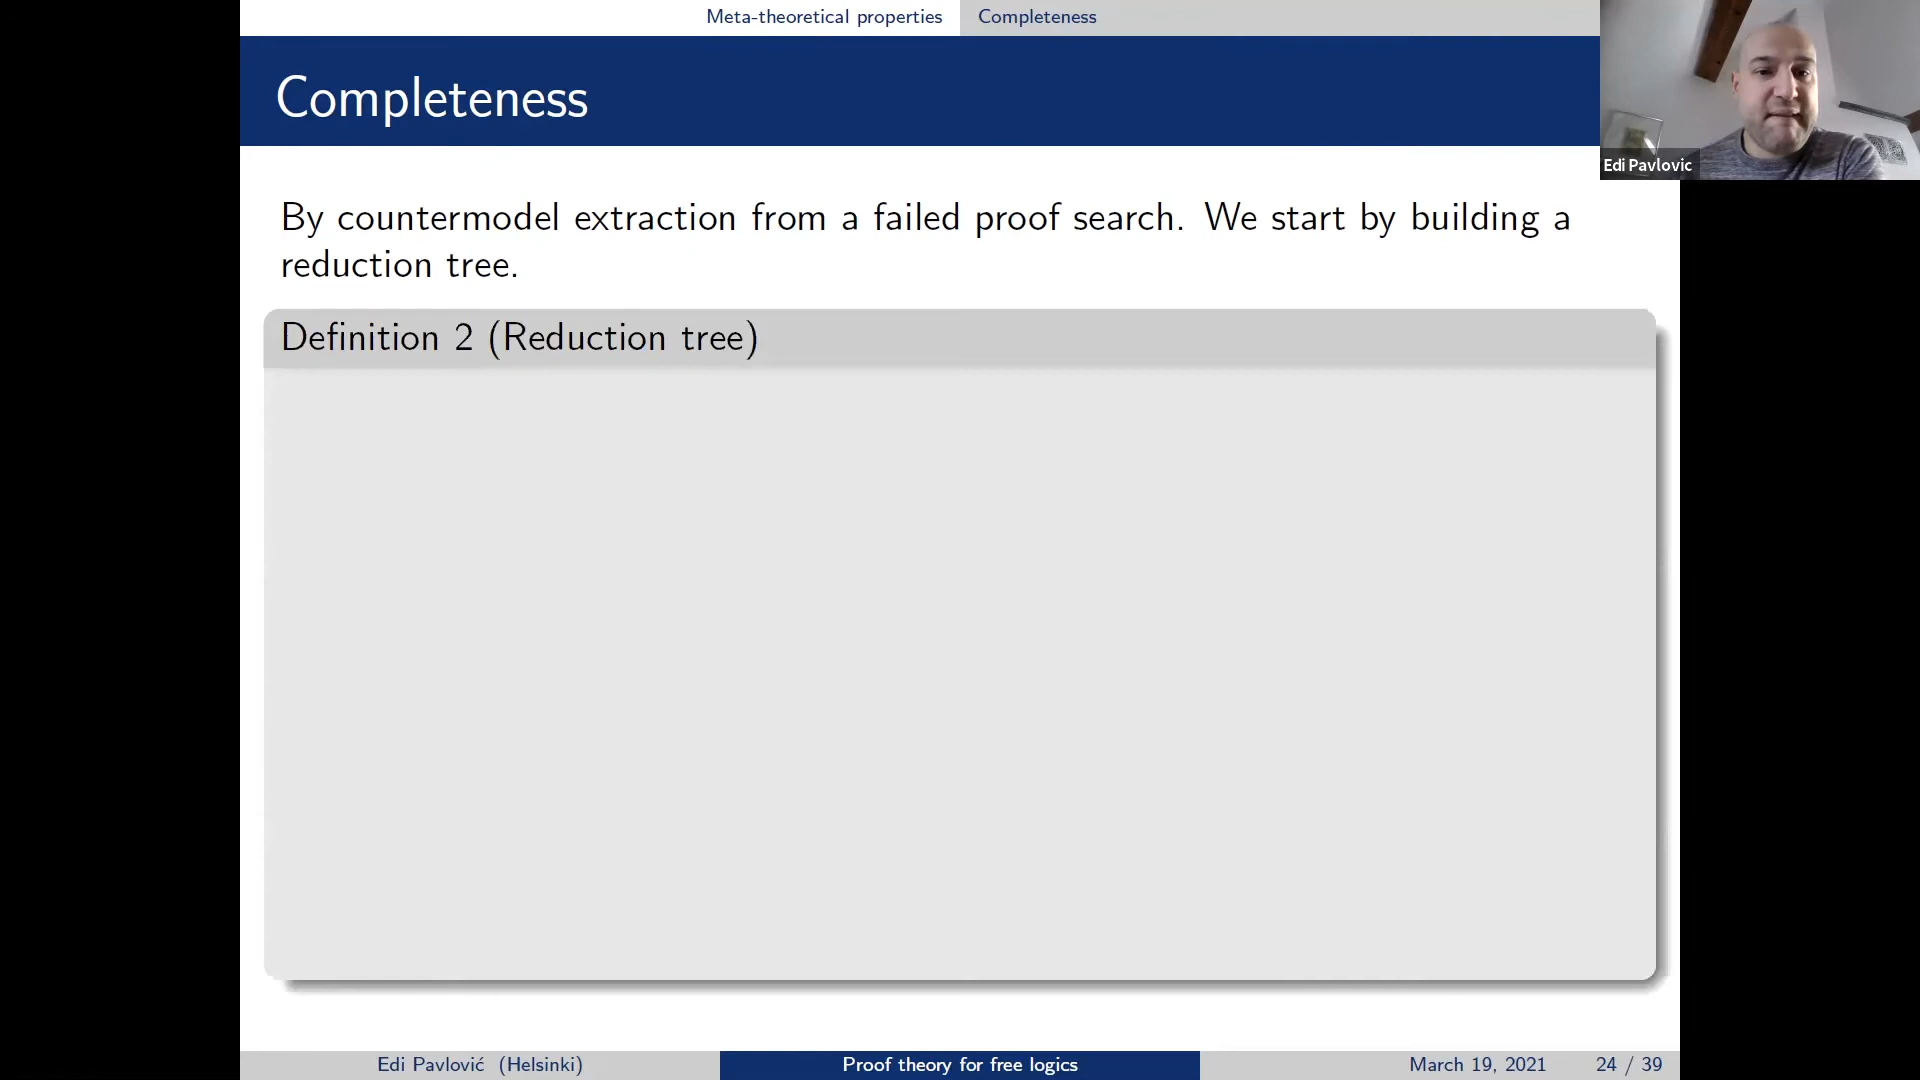 Meta-theoretical properties Completeness
Completeness
Edi Pavlovic
By countermodel extraction from a failed proof search. We start by building a
reduction tree.
Definition 2 (Reduction tree)
Edi Pavlović (Helsinki) Proof theory for free logics March 19, 2021 24 / 39